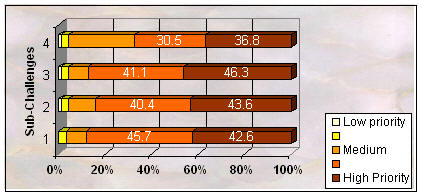 Sub-Challenges
4
30.5 36.8
3
41.1 46.3
2
40.4 43.6
1
45.7 42.6
0% 20% 40% 60% 80% 100%
Low priority
Medium
High Priority